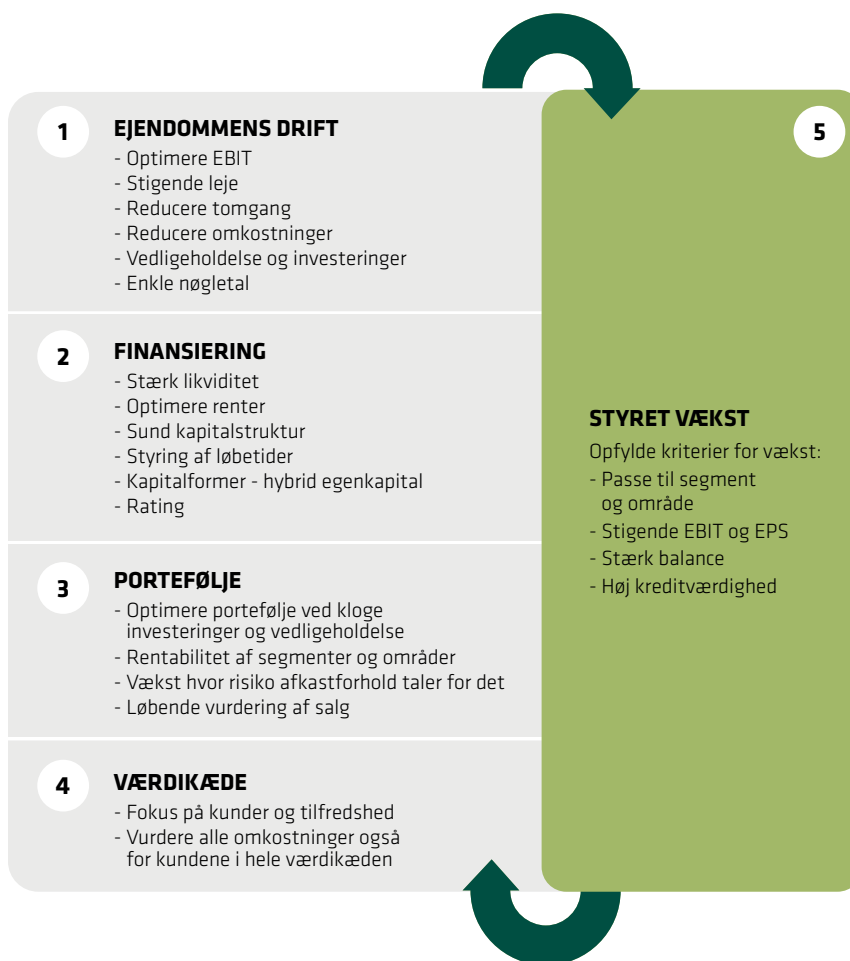 1
EJENDOMMENS DRIFT
- Optimere EBIT
- Stigende leje
- Reducere tomgang
- Reducere omkostninger
- Vedligeholdelse og investeringer
- Enkle nøgletal
2
FINANSIERING
- Stærk likviditet
- Optimere renter
- Sund kapitalstruktur
- Styring af løbetider
- Kapitalformer - hybrid egenkapital
- Rating
3
PORTEFØLJE
- Optimere portefølje ved kloge
investeringer og vedligeholdelse
- Rentabilitet af segmenter og områder
- Vækst hvor risiko afkastforhold taler for det
- Løbende vurdering af salg
4
VÆRDIKÆDE
- Fokus på kunder og tilfredshed
- Vurdere alle omkostninger også
for kundene i hele værdikæden
5
STYRET VÆKST
Opfylde kriterier for vækst:
- Passe til segment
og område
- Stigende EBIT og EPS
- Stærk balance
- Høj kreditværdighed